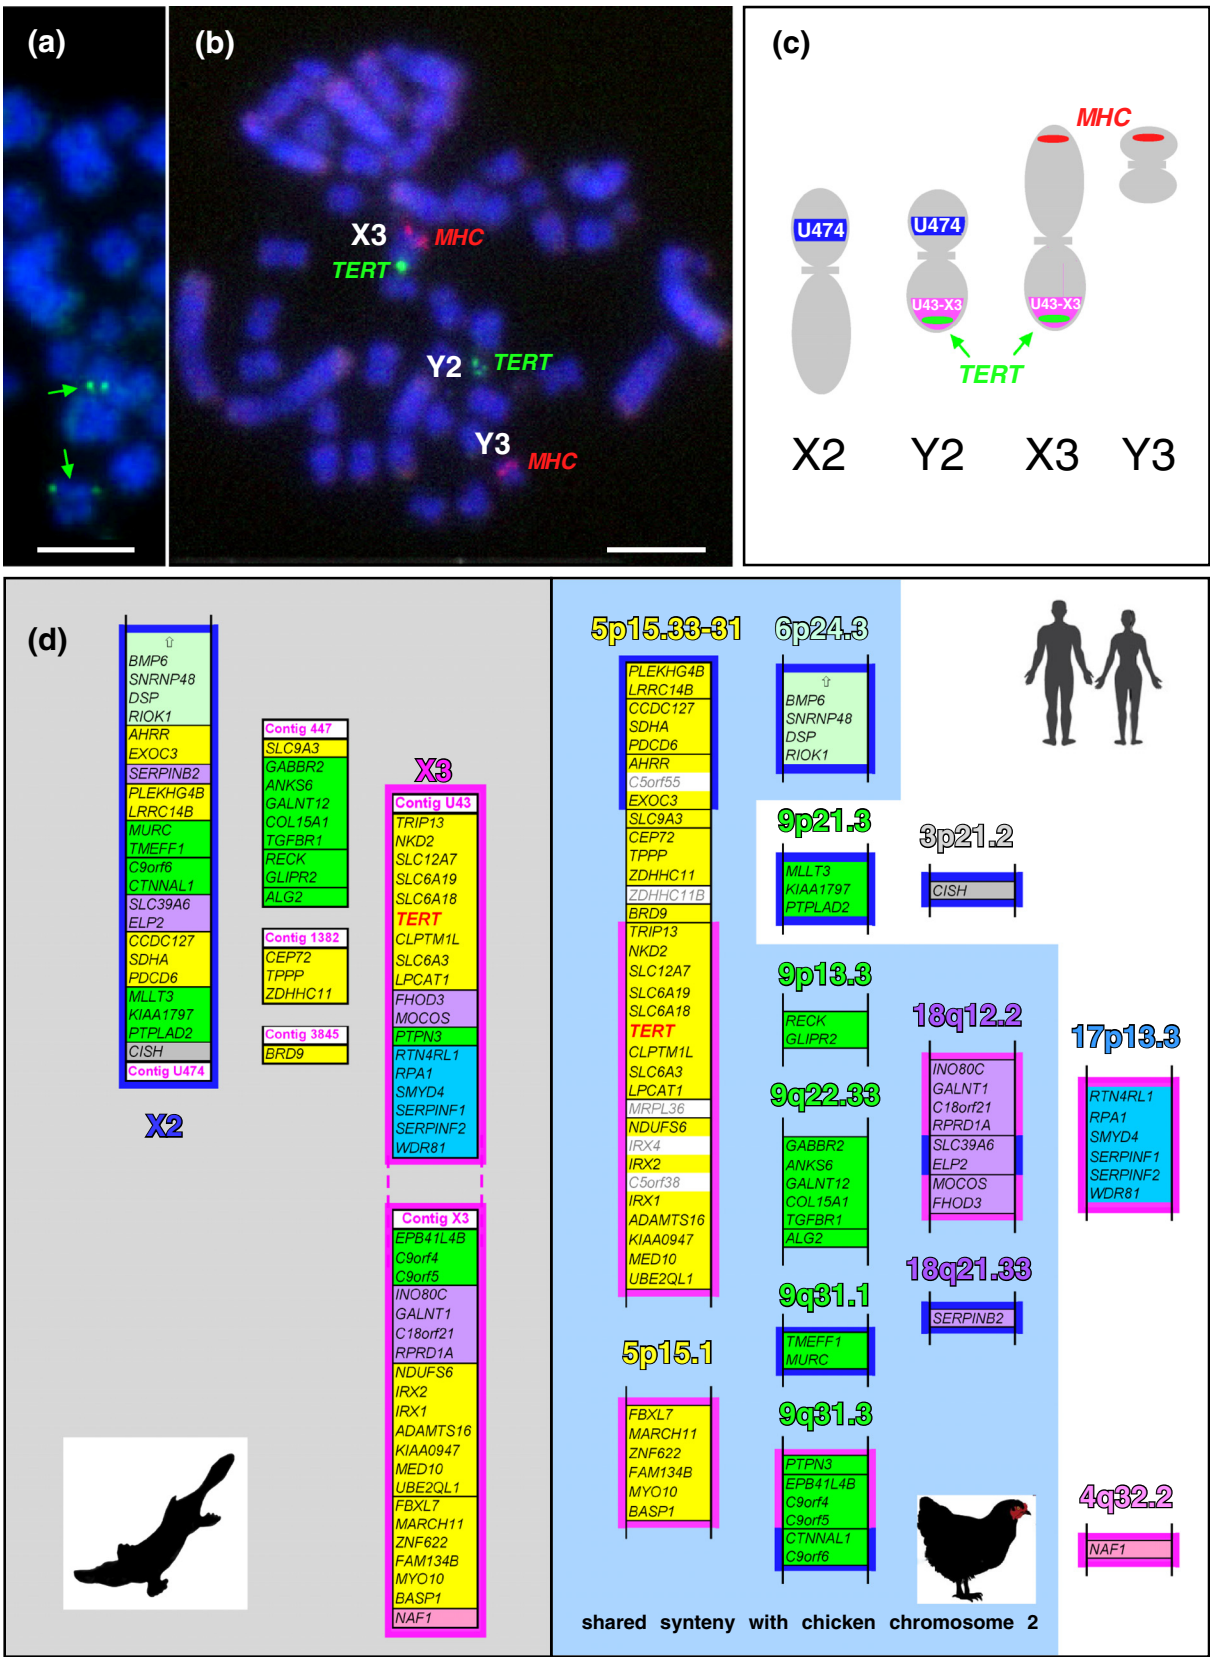 (a)
(b)
X3
MHC
TERT
Y2
TERT
Y3
MHC
(c)
MHC
U474
U474
U43-X3
U43-X3
TERT
X2
Y2
X3
Y3
(d)
BMP6
SNRNP48
DSP
RIOK1
AHRR
EXOC3
SERPINB2
PLEKHG4B
LRRC14B
MURC
TMEFF1
C9orf6
CTNNAL1
SLC39A6
ELP2
CCDC127
SDHA
PDCD6
MLLT3
KIAA1797
PTPLAD2
CISH
Contig U474
X2
Contig 447
SLC9A3
GABBR2
ANKS6
GALNT12
COL15A1
TGFBR1
RECK
GLIPR2
ALG2
Contig 1382
CEP72
TPPP
ZDHHC11
Contig 3845
BRD9
X3
Contig U43
TRIP13
NKD2
SLC12A7
SLC6A19
SLC6A18
TERT
CLPTM1L
SLC6A3
LPCAT1
FHOD3
MOCOS
PTPN3
RTN4RL1
RPA1
SMYD4
SERPINF1
SERPINF2
WDR81
Contig X3
EPB41L4B
C9orf4
C9orf5
INO80C
GALNT1
C18orf21
RPRD1A
NDUFS6
IRX2
IRX1
ADAMTS16
KIAA0947
MED10
UBE2QL1
FBXL7
MARCH11
ZNF622
FAM134B
MYO10
BASP1
NAF1
5p15.33-31
PLEKHG4B
LRRC14B
CCDC127
SDHA
PDCD6
AHRR
C5orf55
EXOC3
SLC9A3
CEP72
TPPP
ZDHHC11
ZDHHC11B
BRD9
TRIP13
NKD2
SLC12A7
SLC6A19
SLC6A18
TERT
CLPTM1L
SLC6A3
LPCAT1
MRPL36
NDUFS6
IRX4
IRX2
C5orf38
IRX1
ADAMTS16
KIAA0947
MED10
UBE2QL1
5p15.1
FBXL7
MARCH11
ZNF622
FAM134B
MYO10
BASP1
6p24.3
BMP6
SNRNP48
DSP
RIOK1
9p21.3
MLLT3
KIAA1797
PTPLAD2
9p13.3
RECK
GLIPR2
9q22.33
GABBR2
ANKS6
GALNT12
COL15A1
TGFBR1
ALG2
9q31.1
TMEFF1
MURC
9q31.3
PTPN3
EPB41L4B
C9orf4
C9orf5
CTNNAL1
C9orf6
3p21.2
CISH
18q12.2
INO80C
GALNT1
C18orf21
RPRD1A
SLC39A6
ELP2
MOCOS
FHOD3
18q21.33
SERPINB2
17p13.3
RTN4RL1
RPA1
SMYD4
SERPINF1
SERPINF2
WDR81
4q32.2
NAF1
shared synteny with chicken chromosome 2